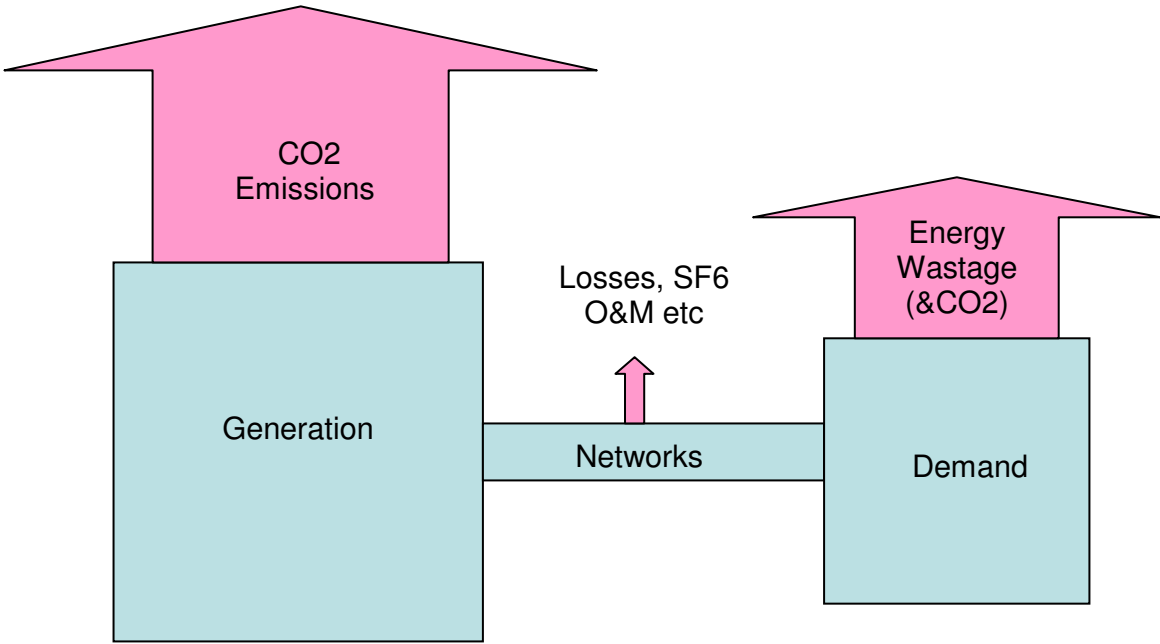 CO2
Emissions
Energy
Wastage
(&CO2)
Losses, SF6
O&M etc
Generation
Networks
Demand